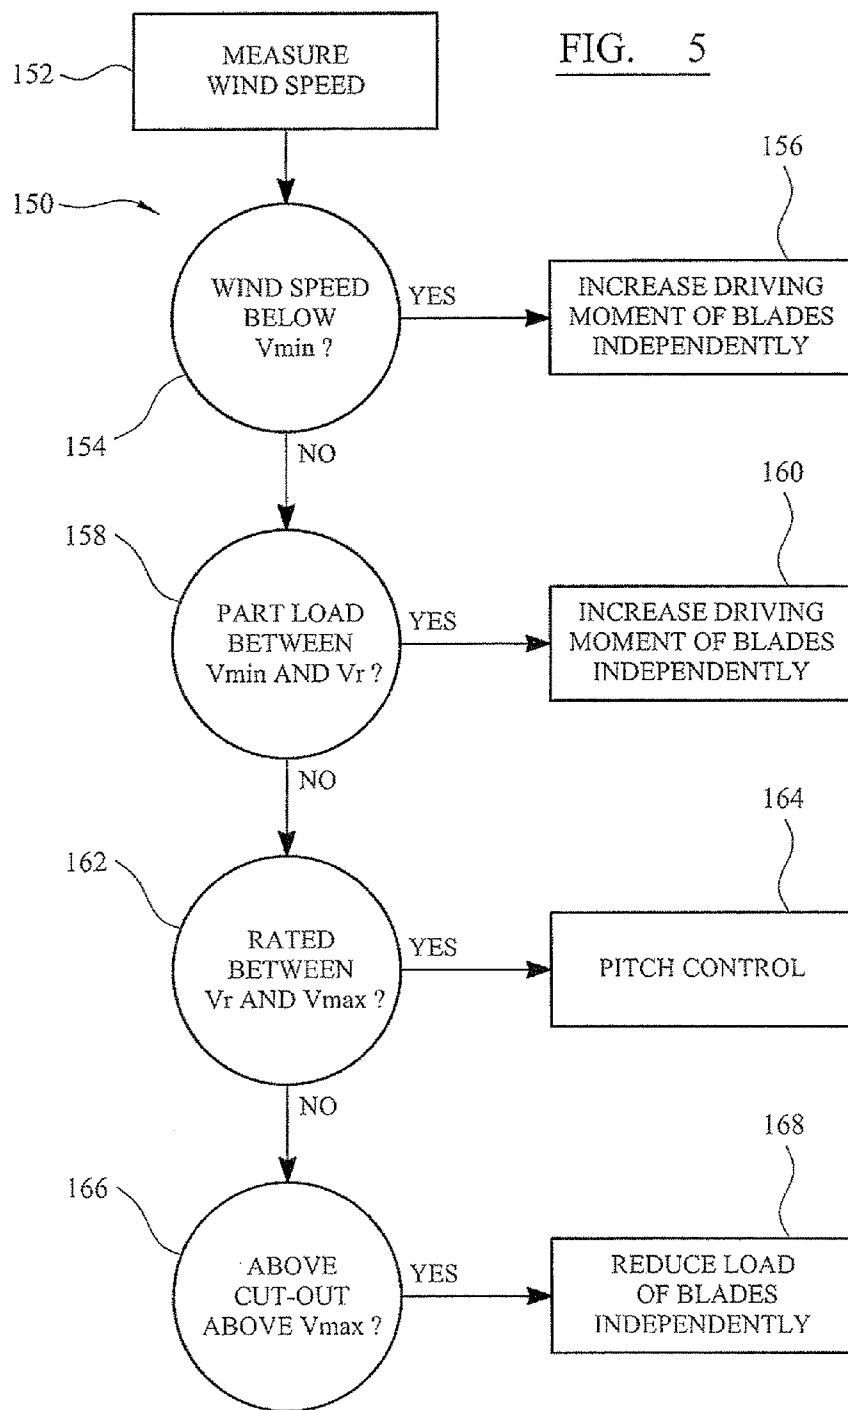 FIG. 5
MEASURE
WIND SPEED
152
150
156
WIND SPEED
BELOW
Vmin ?
YES
INCREASE DRIVING
MOMENT OF BLADES
INDEPENDENTLY
154
NO
160
158
PART LOAD
BETWEEN
Vmin AND Vr ?
YES
INCREASE DRIVING
MOMENT OF BLADES
INDEPENDENTLY
NO
164
162
RATED
BETWEEN
Vr AND Vmax ?
YES
PITCH CONTROL
NO
168
166
ABOVE
CUT-OUT
ABOVE Vmax ?
YES
REDUCE LOAD
OF BLADES
INDEPENDENTLY